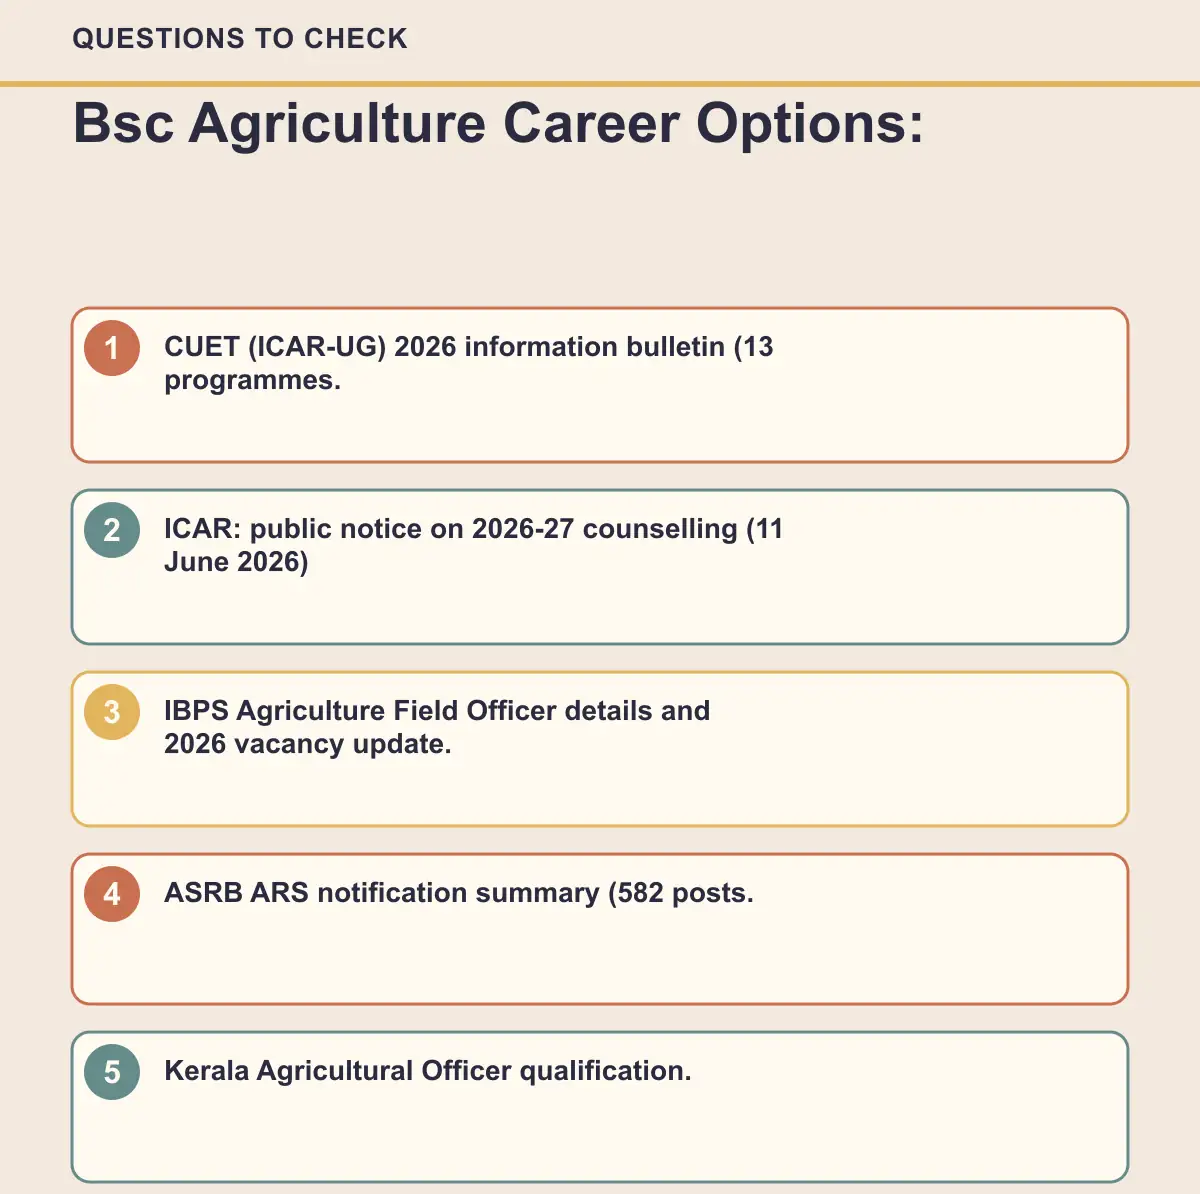 QUESTIONS TO CHECK
Bsc Agriculture Career Options:
1
CUET (ICAR-UG) 2026 information bulletin (13
programmes.
2
ICAR: public notice on 2026-27 counselling (11
June 2026)
3
IBPS Agriculture Field Officer details and
2026 vacancy update.
4
ASRB ARS notification summary (582 posts.
5
Kerala Agricultural Officer qualification.